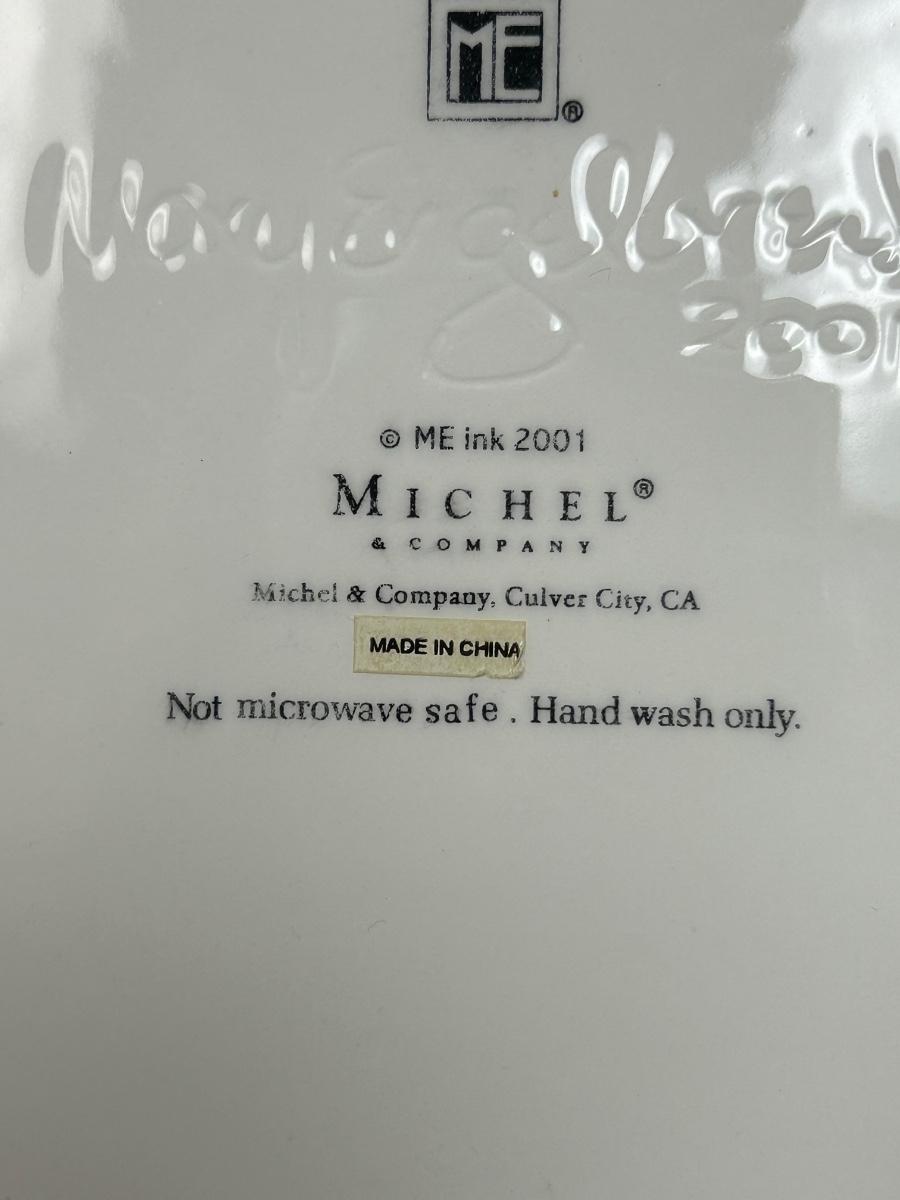 ME ®
2001
© ME ink 2001
MICHEL®
& COMPANY
Michel & Company, Culver City, CA
MADE IN CHINA
Not microwave safe . Hand wash only.